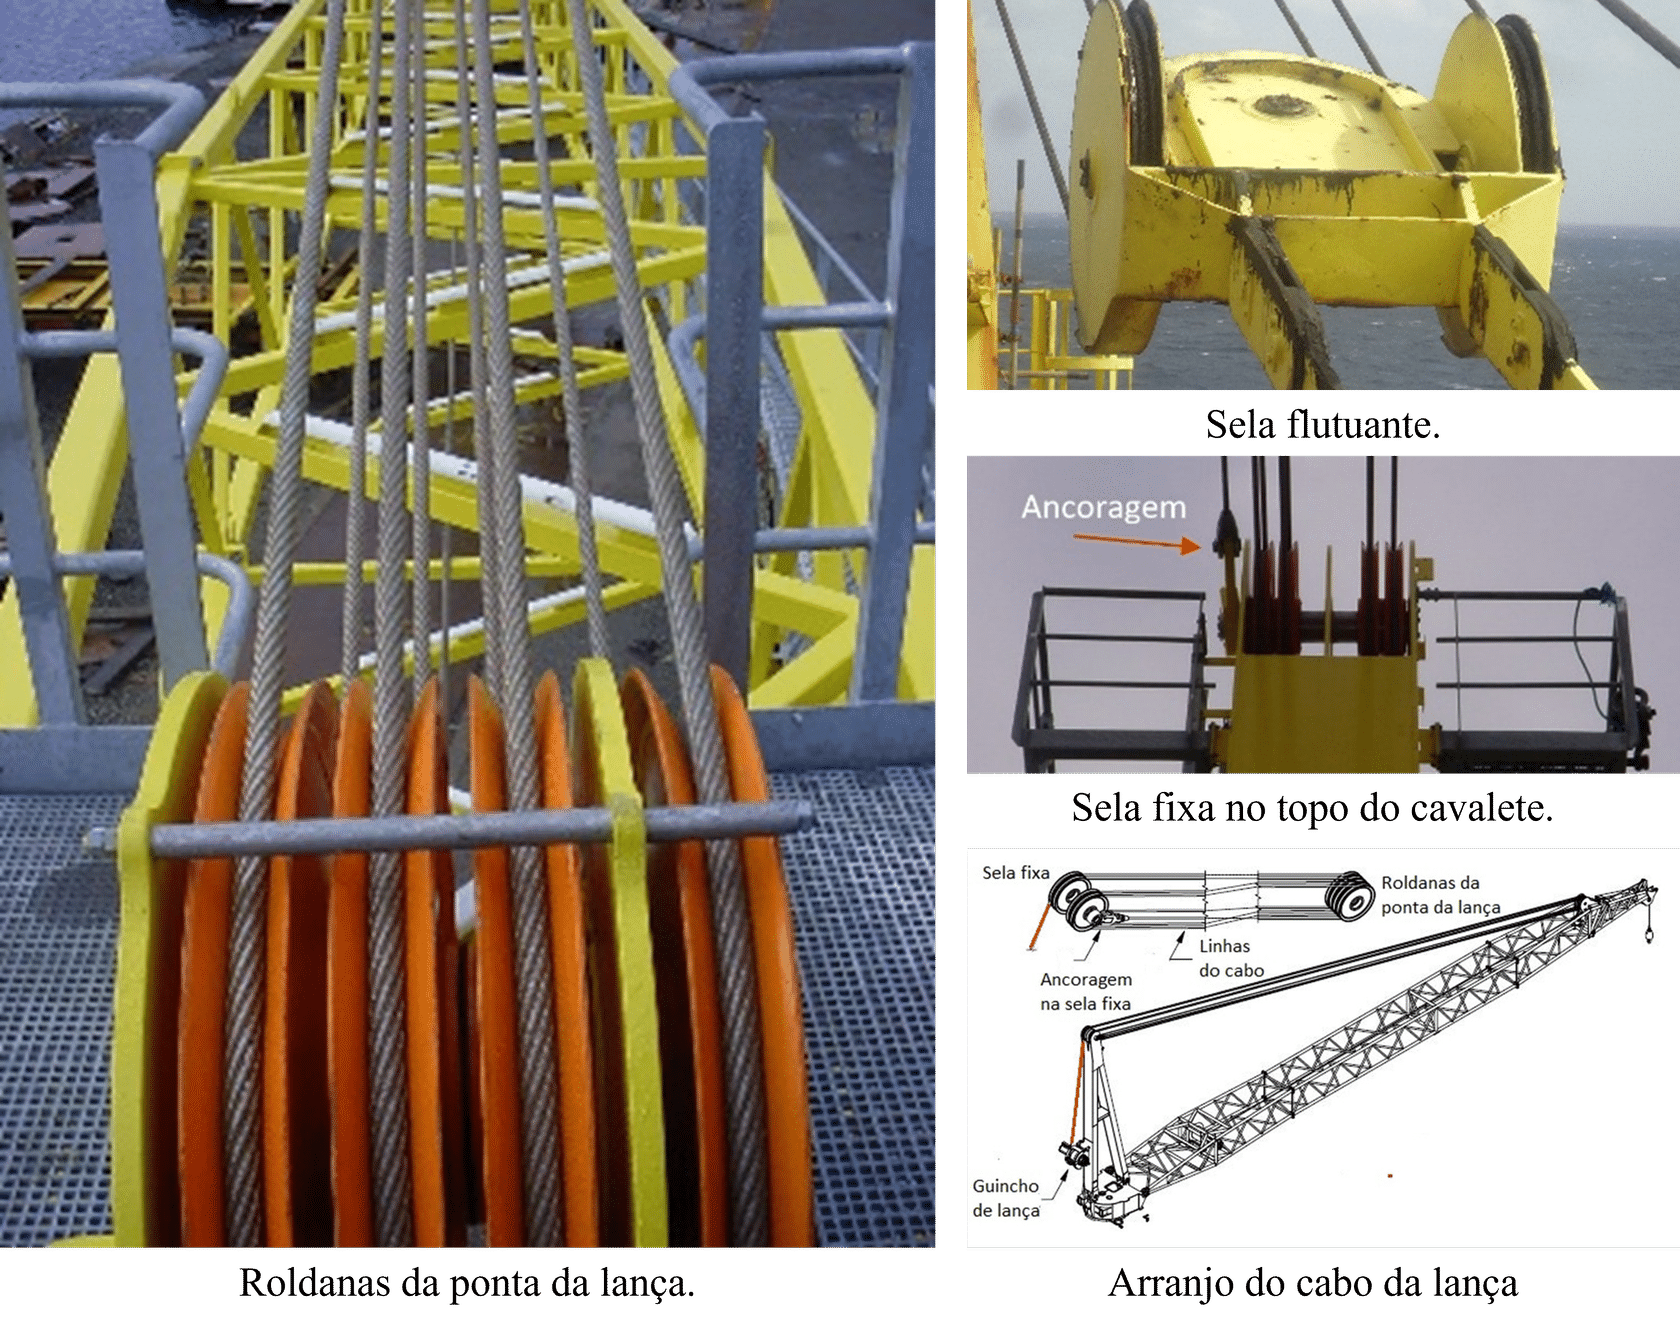 Roldanas da ponta da lança.
Sela flutuante.
Ancoragem
Sela fixa no topo do cavalete.
Sela fixa
Roldanas da
ponta da lança
Linhas
do cabo
Ancoragem
na sela fixa
Guincho
de lança
Arranjo do cabo da lança